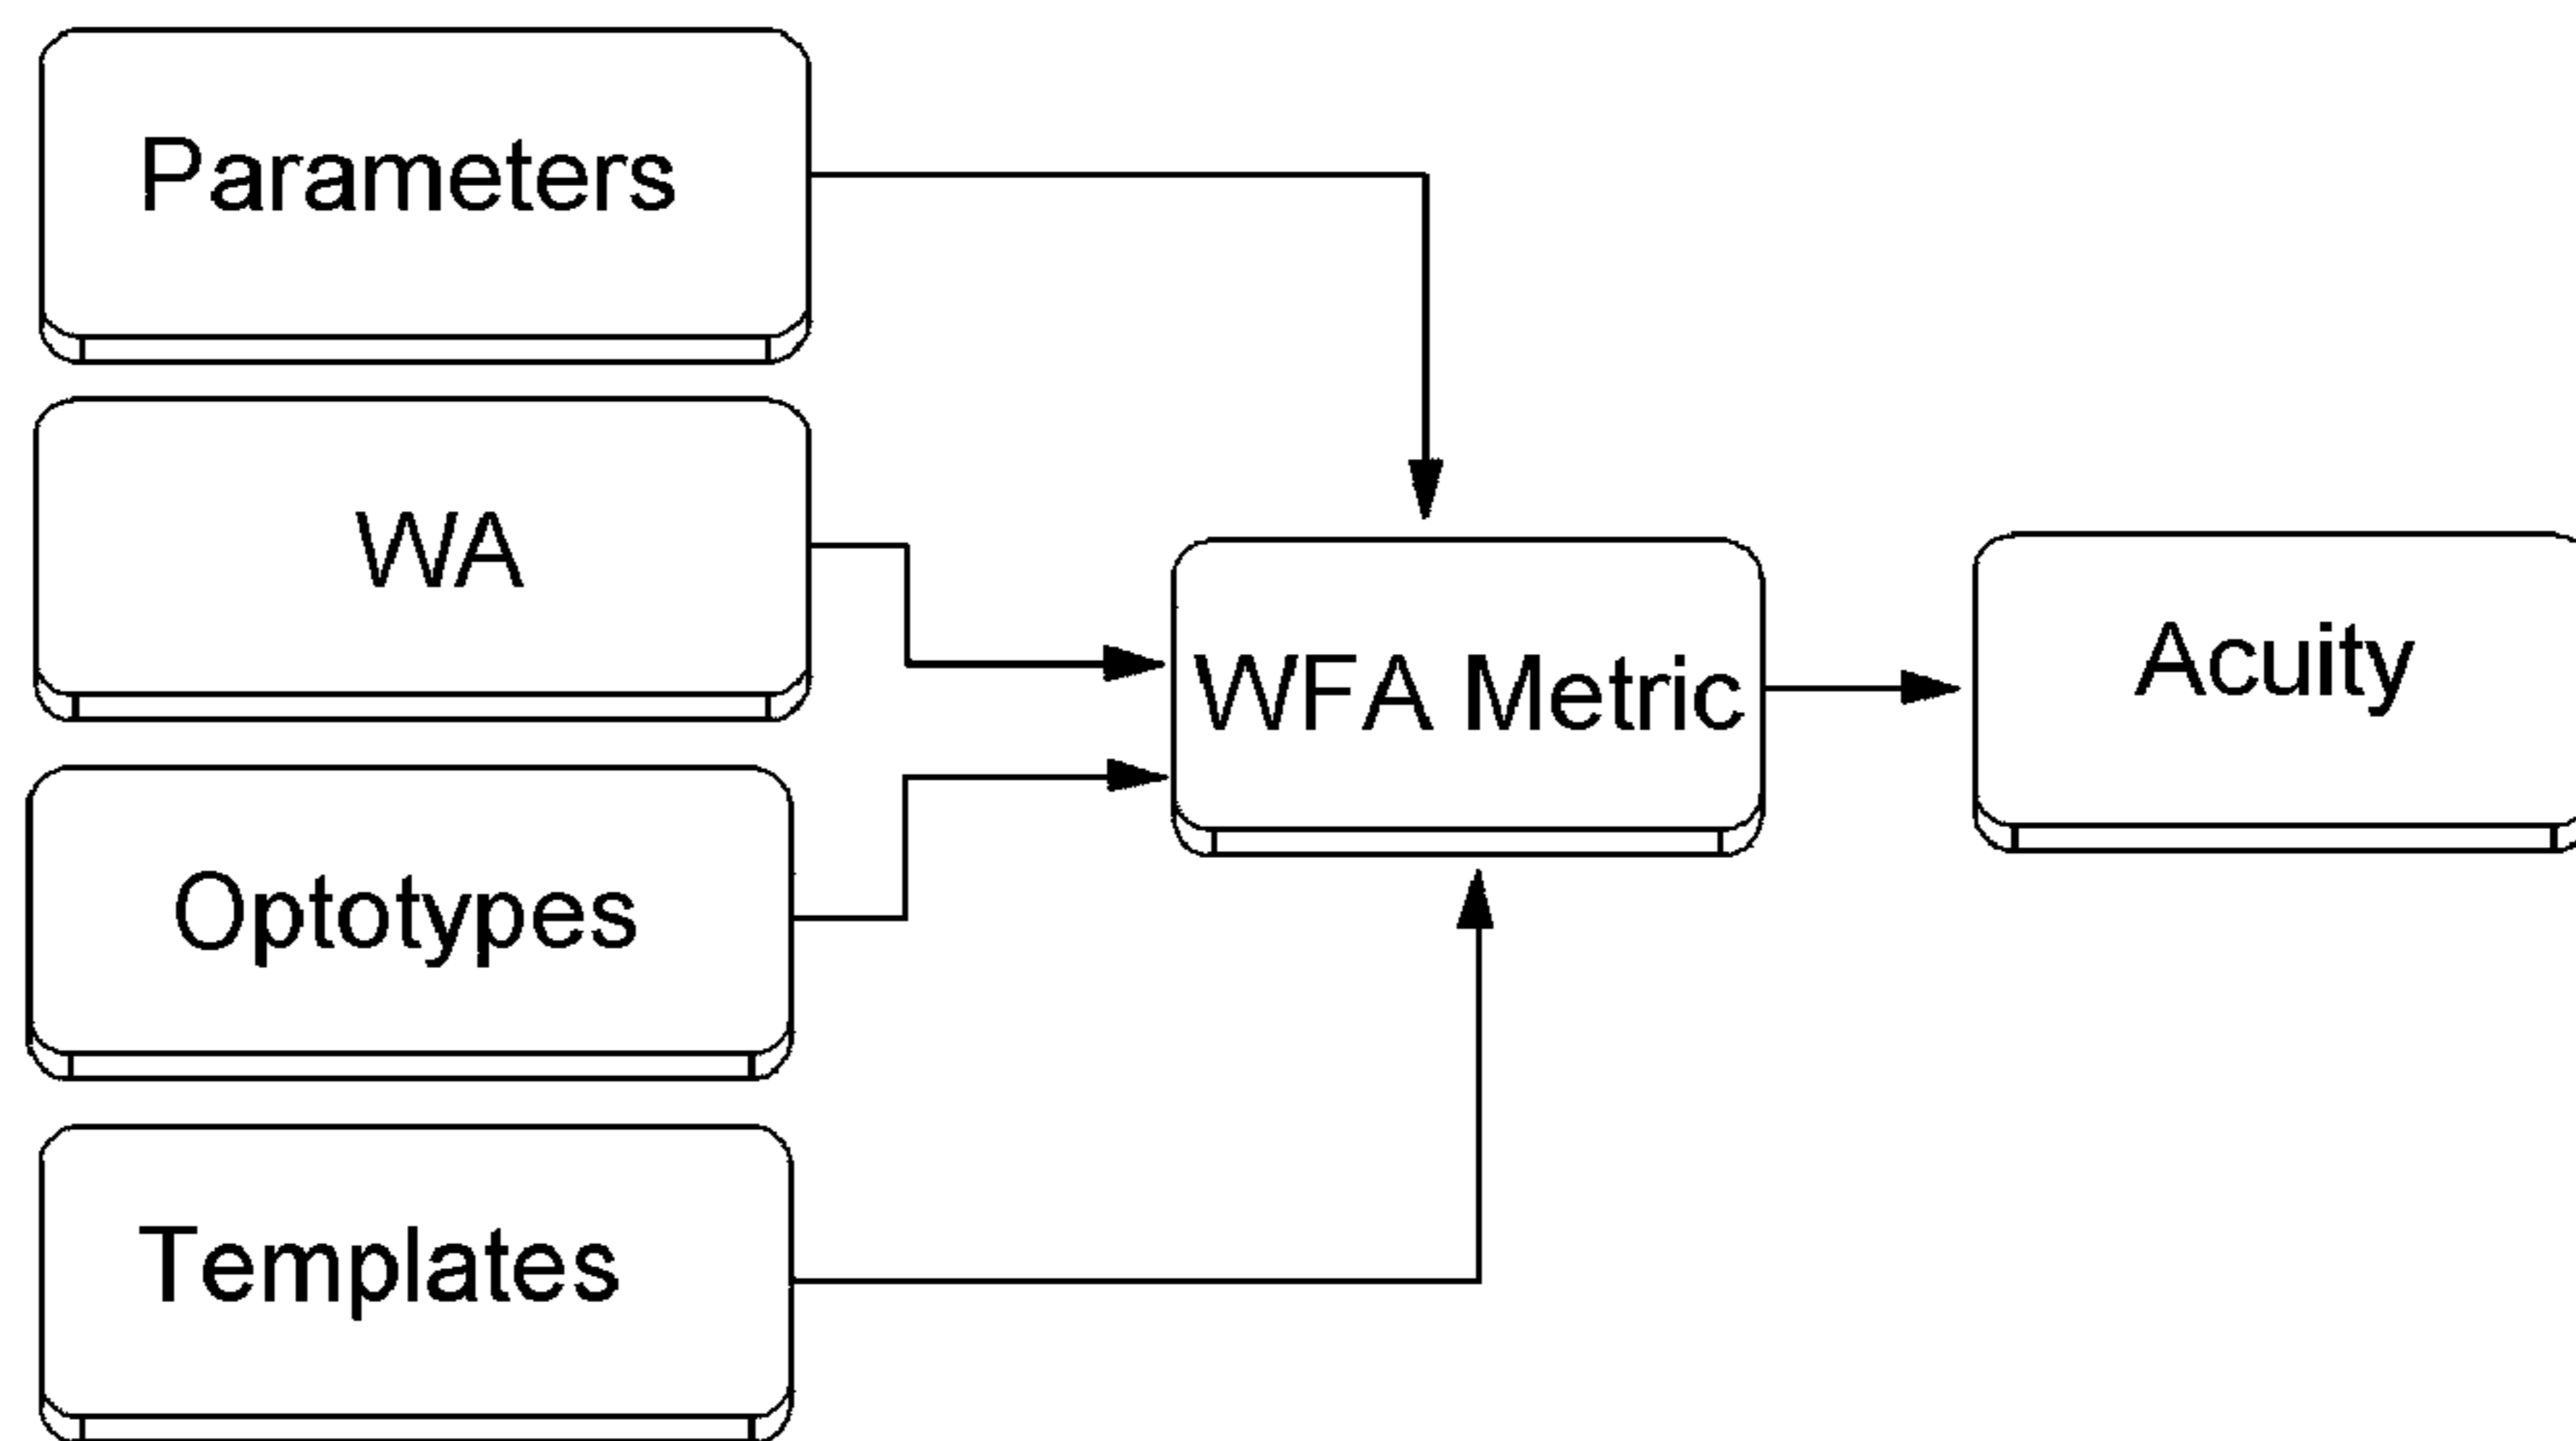 Parameters
WA
Optotypes
Templates
WFA Metric
Acuity